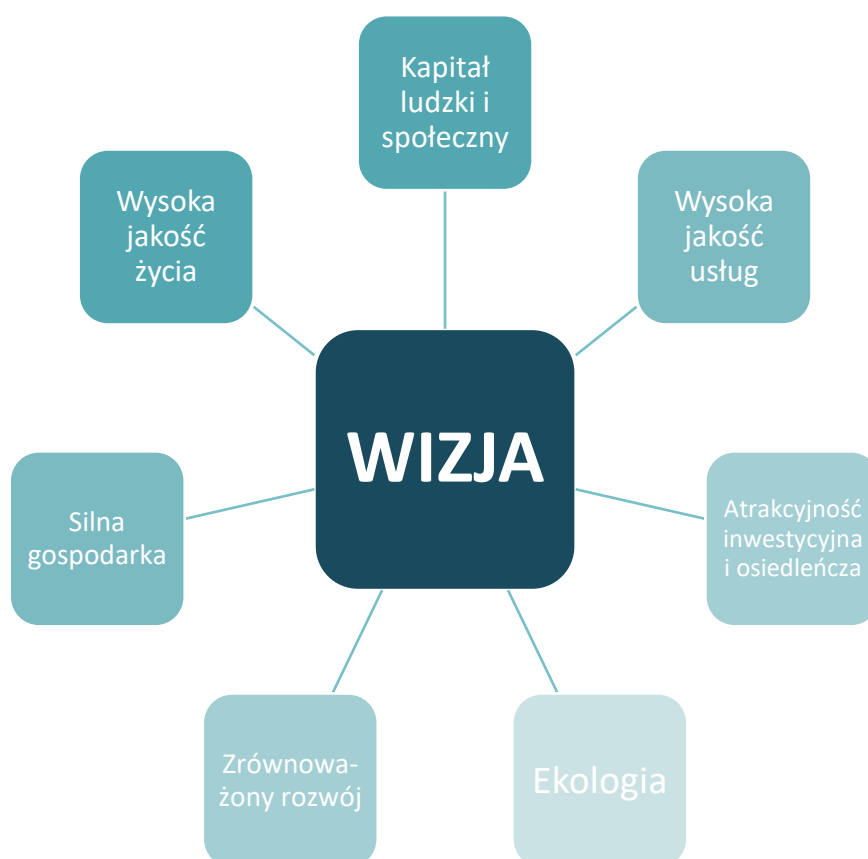 Kapitał
ludzki i
społeczny
Wysoka
jakość
życia
Wysoka
jakość
usług
WIZJA
Silna
gospodarka
Atrakcyjność
inwestycyjna
i osiedleńcza
Zrównowa-
żony rozwój
Ekologia